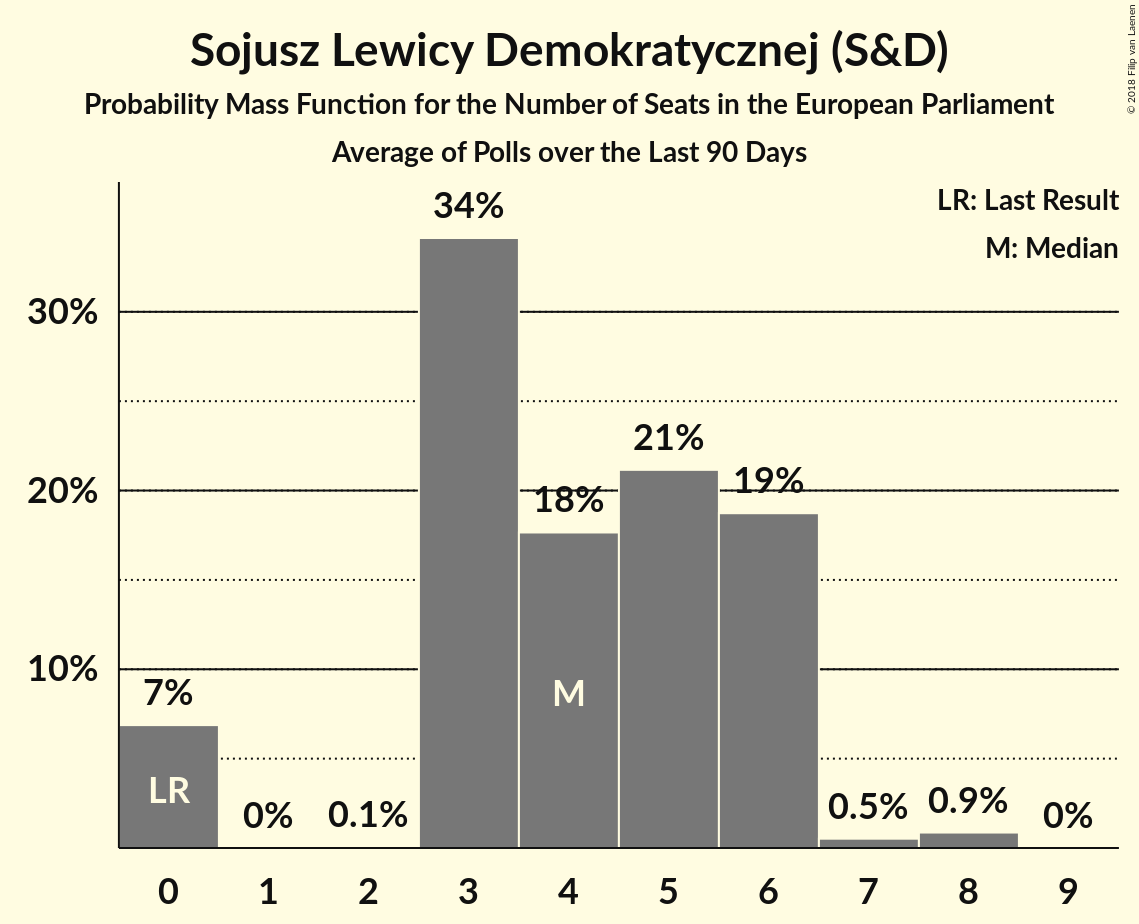 Sojusz Lewicy Demokratycznej (S&D)
Probability Mass Function for the Number of Seats in the European Parliament
Average of Polls over the Last 90 Days
© 2018 Filip van Laenen
LR: Last Result
M: Median
34%
30%
21%
20%
18%
19%
10%
7%
M
LR
0%
0.1%
0.5%
0.9%
0%
0 1 2 3 4 5 6 7 8 9